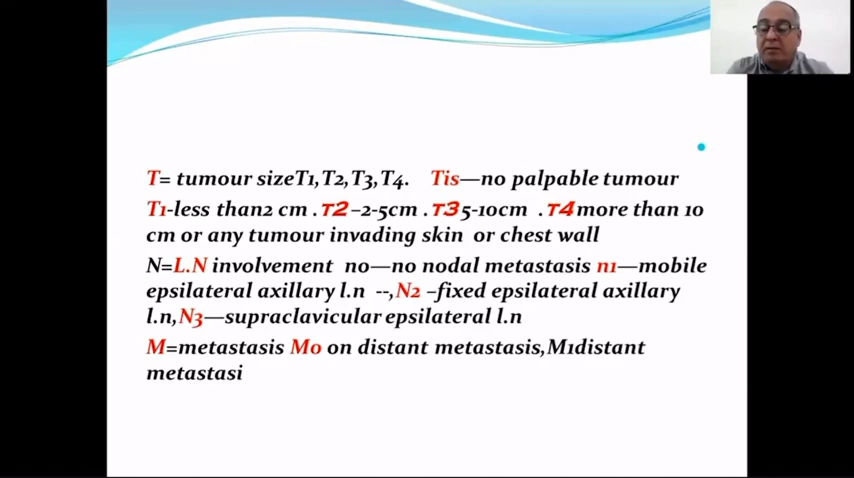 T= tumour sizeT1,T2,T3,T4. Tis—no palpable tumour
T1-less than2 cm .T2 –2-5cm .T3 5-10cm .T4 more than 10
cm or any tumour invading skin or chest wall
N=L.N involvement no—no nodal metastasis n1—mobile
epsilateral axillary l.n --,N2 –fixed epsilateral axillary
l.n,N3—supraclavicular epsilateral l.n
M=metastasis Mo on distant metastasis,M1distant
metastasi